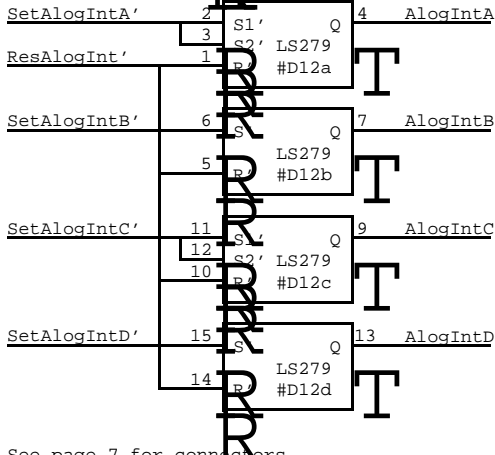 SetAlogIntA' 2 S1' Q 4 AlogIntA
3 S2' LS279
ResAlogInt' 1 R' #D12a T
SetAlogIntB' 6 S Q 7 AlogIntB
LS279
5 R' #D12b T
SetAlogIntC' 11 S1' Q 9 AlogIntC
12 S2' LS279
10 R' #D12c T
SetAlogIntD' 15 S Q 13 AlogIntD
LS279
14 R' #D12d T
See page 7 for connectors